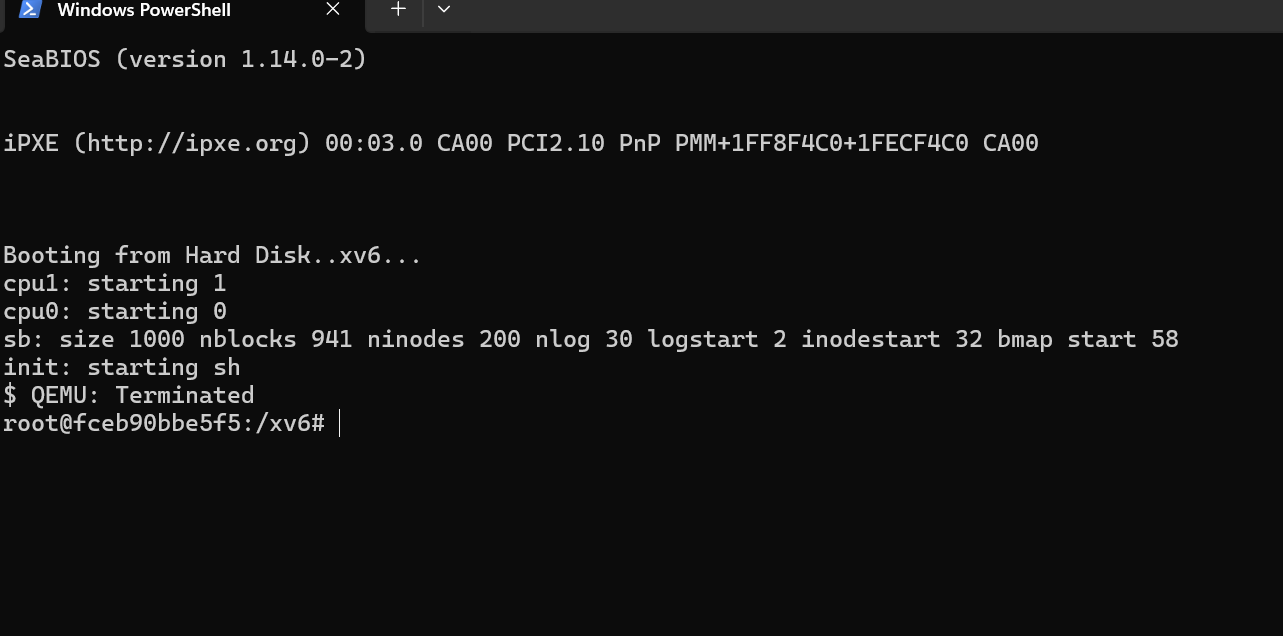 Windows PowerShell
SeaBIOS (version 1.14.0-2)
iPXE (http://ipxe.org) 00:03.0 CA00 PCI2.10 PnP PMM+1FF8F4C0+1FECF4C0 CA00
Booting from Hard Disk..xv6...
cpu1: starting 1
cpu0: starting 0
sb: size 1000 nblocks 941 ninodes 200 nlog 30 logstart 2 inodestart 32 bmap start 58
init: starting sh
$ QEMU: Terminated
root@fceb90bbe5f5:/xv6#